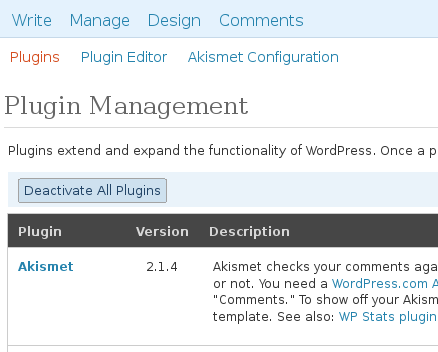 Write Manage Design Comments
Plugins Plugin Editor Akismet Configuration
Plugin Management
Plugins extend and expand the functionality of WordPress. Once a p
Deactivate All Plugins
Plugin Version Description
Akismet 2.1.4 Akismet checks your comments aga
or not. You need a WordPress.com A
"Comments." To show off your Akism
template. See also: WP Stats plugin